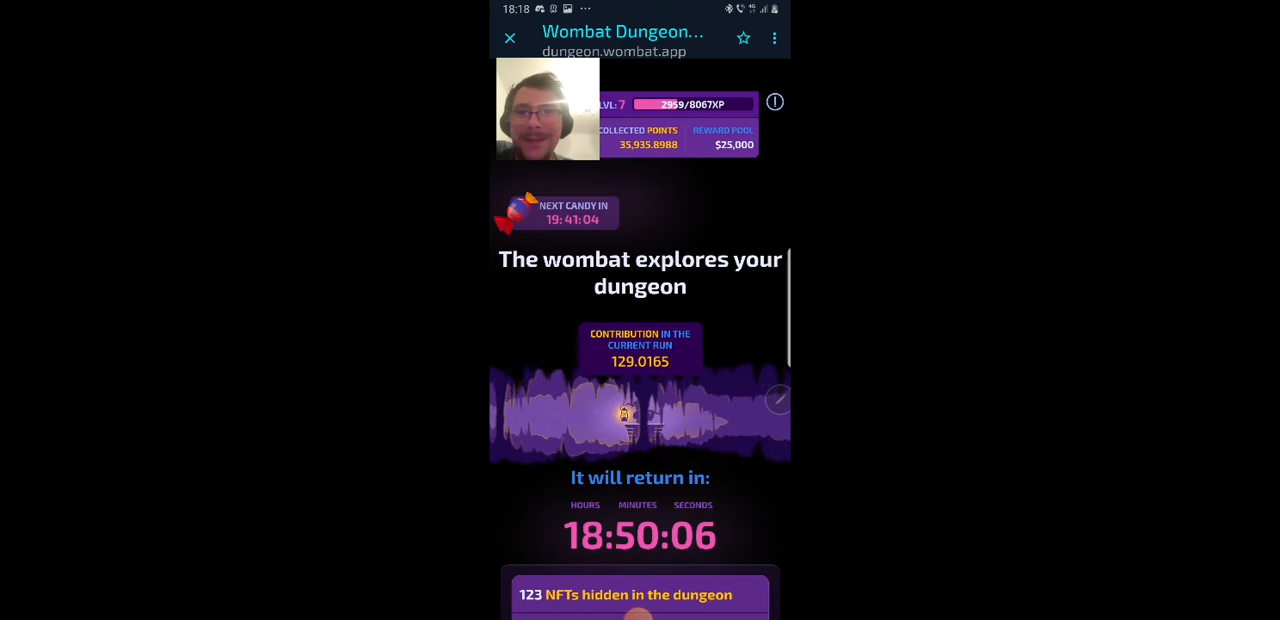 18:18
Wombat Dungeon...
dungeon.wombat.app
LVL: 7 2959/8067XP
COLLECTED POINTS REWARD POOL
35,935.8988 $25,000
NEXT CANDY IN
19:41:04
The wombat explores your
dungeon
CONTRIBUTION IN THE
CURRENT RUN
129.0165
It will return in:
HOURS MINUTES SECONDS
18:50:06
123 NFTs hidden in the dungeon